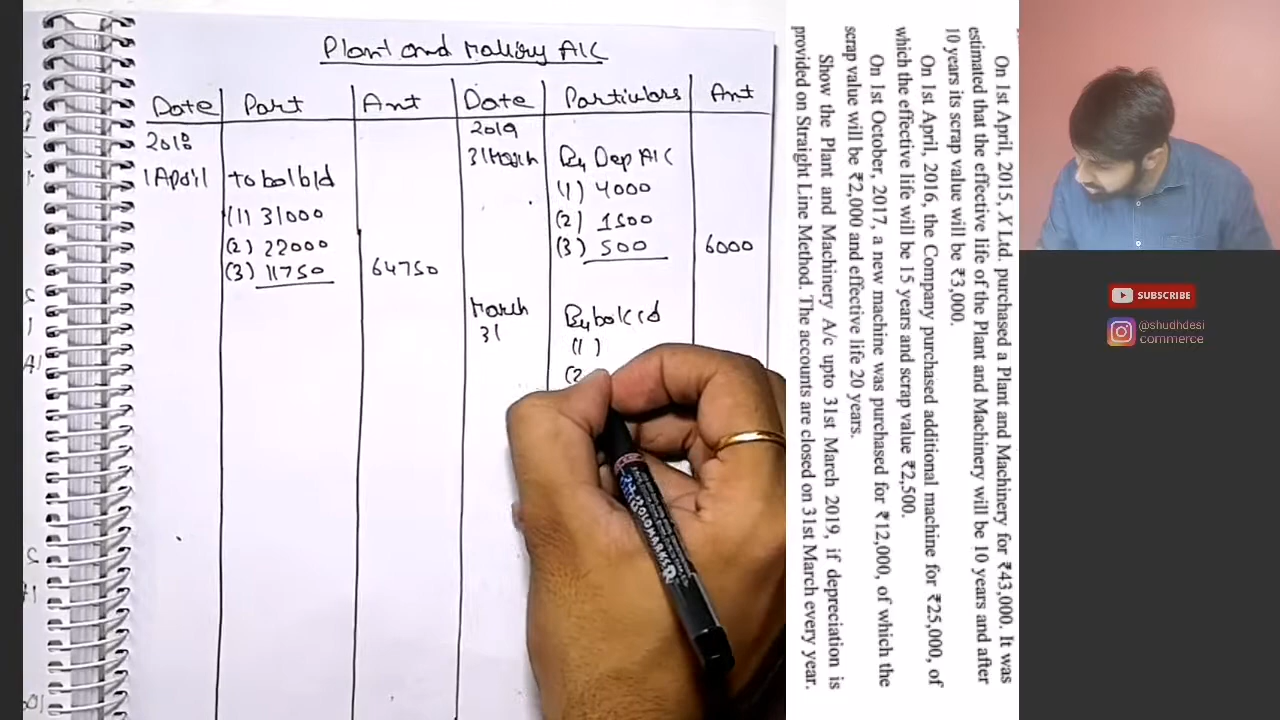 Plant and Maliery A/C
Date Part Amt Date Particulars Amt
2018
1 April To bal b/d
(1) 31000
(2) 22000
(3) 11750 64750
2019
31 March By Dep A/C
(1) 4000
(2) 1500
(3) 500 6000
March
31 By bal c/d
(1)
(2
On 1st April, 2015, X Ltd. purchased a Plant and Machinery for ₹43,000. It was
estimated that the effective life of the Plant and Machinery will be 10 years and after
10 years its scrap value will be ₹3,000.
On 1st April, 2016, the Company purchased additional machine for ₹25,000, of
which the effective life will be 15 years and scrap value ₹2,500.
On 1st October, 2017, a new machine was purchased for ₹12,000, of which the
scrap value will be ₹2,000 and effective life 20 years.
Show the Plant and Machinery A/c upto 31st March 2019, if depreciation is
provided on Straight Line Method. The accounts are closed on 31st March every year.
SUBSCRIBE
@shudhdesi
commerce